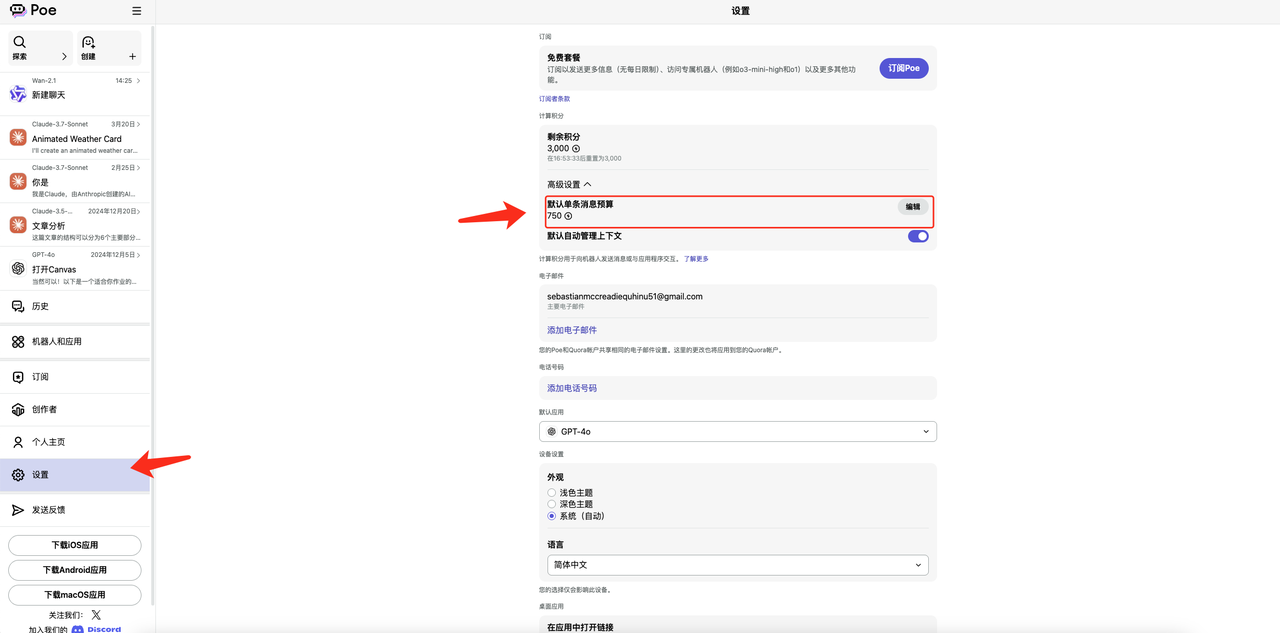 Poe
设置
探索
创建
Wan-2.1
14:25
新建聊天
Claude-3.7-Sonnet
3月20日
Animated Weather Card
I'll create an animated weather car...
Claude-3.7-Sonnet
2月25日
你是
我是Claude，由Anthropic创建的AI...
Claude-3.5-...
2024年12月20日
文章分析
这篇文章的结构可以分为6个主要部分...
GPT-4o
2024年12月5日
打开Canvas
当然可以！以下是一个适合你作业的...
历史
机器人和应用
订阅
创作者
个人主页
设置
发送反馈
下载iOS应用
下载Android应用
下载macOS应用
关注我们：
加入我们的 Discord
订阅
免费套餐
订阅以发送更多信息（无每日限制）、访问专属机器人（例如o3-mini-high和o1）以及更多其他功
能。
订阅Poe
订阅者条款
计算积分
剩余积分
3,000
在16:53:33后重置为3,000
高级设置
默认单条消息预算
750
编辑
默认自动管理上下文
计算积分用于向机器人发送消息或与应用程序交互。 了解更多
电子邮件
sebastianmccreadiequhinu51@gmail.com
主要电子邮件
添加电子邮件
您的Poe和Quora帐户共享相同的电子邮件设置。这里的更改也将应用到您的Quora帐户。
电话号码
添加电话号码
默认应用
GPT-4o
设备设置
外观
浅色主题
深色主题
系统（自动）
语言
简体中文
您的选择仅会影响此设备。
桌面应用
在应用中打开链接